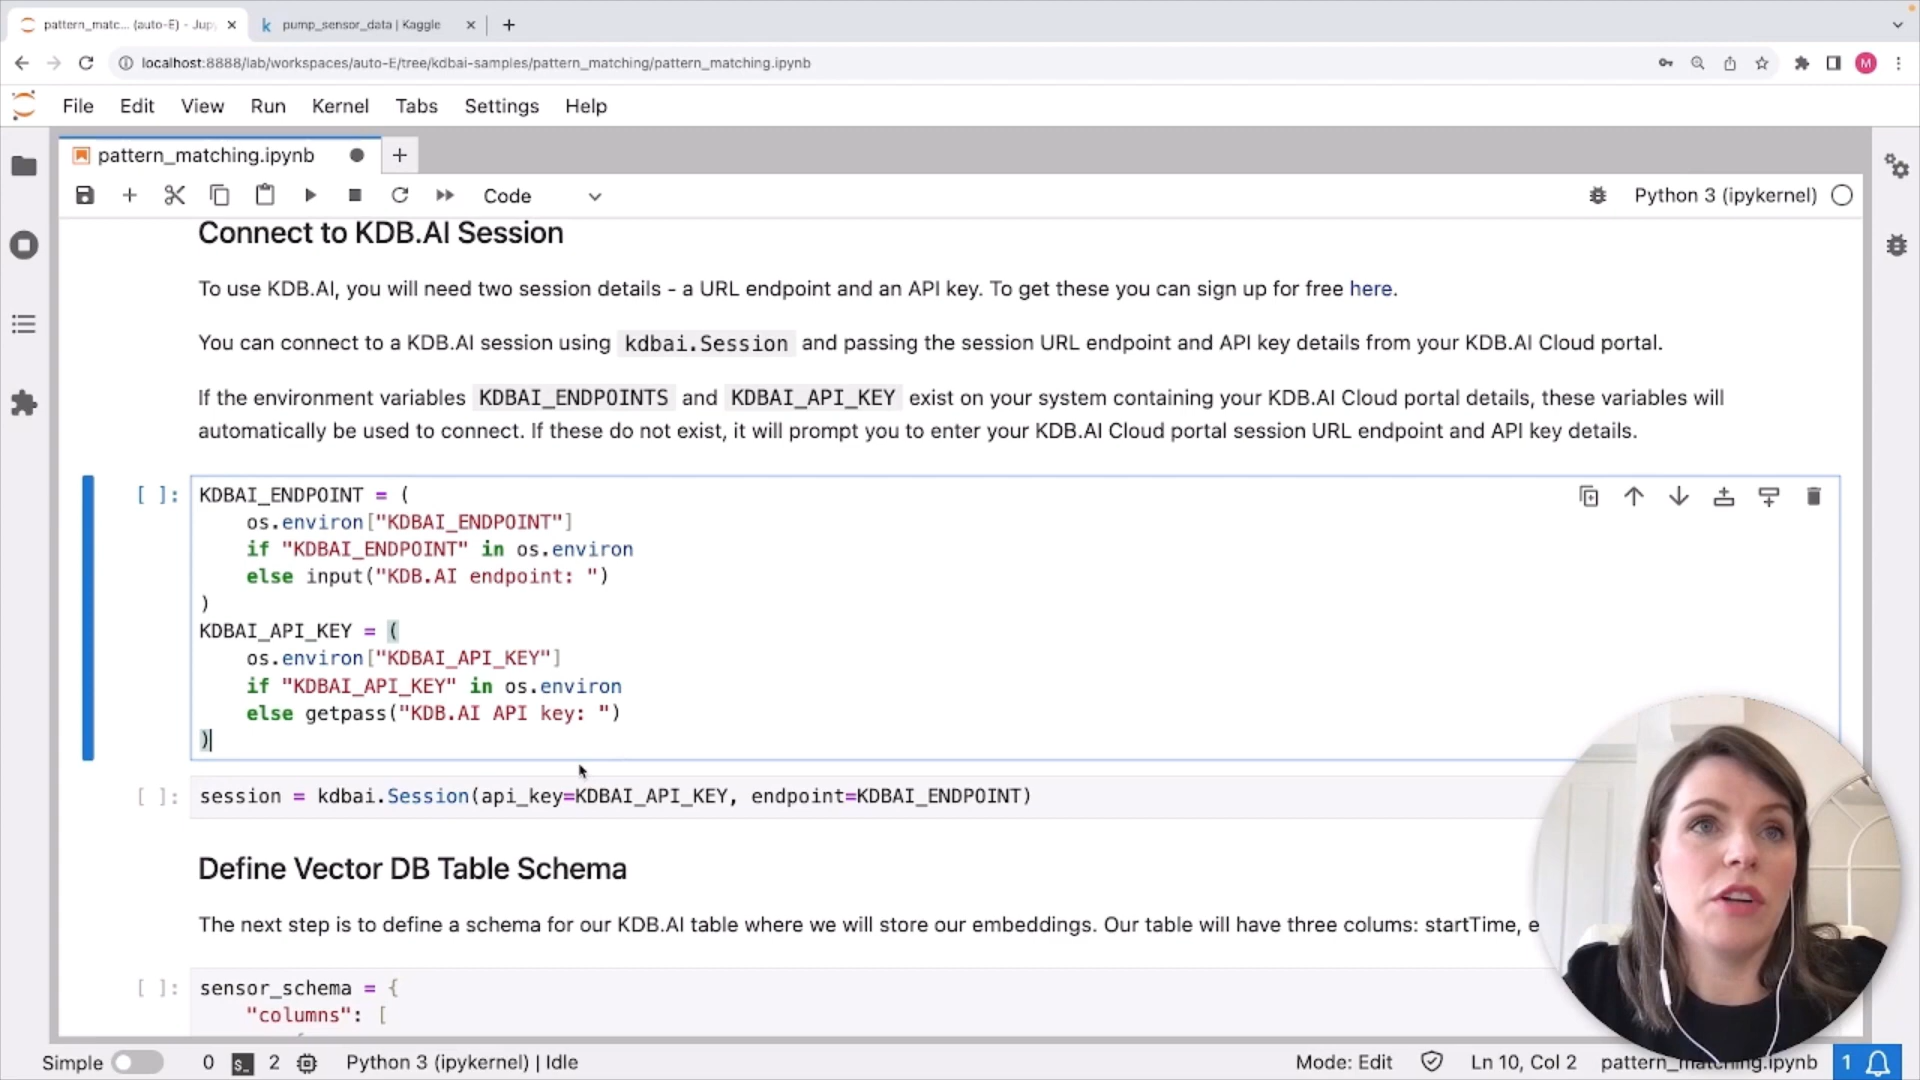 pattern_matc... (auto-E) - Jup
pump_sensor_data | Kaggle
localhost:8888/lab/workspaces/auto-E/tree/kdbai-samples/pattern_matching/pattern_matching.ipynb
M
File Edit View Run Kernel Tabs Settings Help
pattern_matching.ipynb
Code
Python 3 (ipykernel)
Connect to KDB.AI Session
To use KDB.AI, you will need two session details - a URL endpoint and an API key. To get these you can sign up for free here.
You can connect to a KDB.AI session using kdbai.Session and passing the session URL endpoint and API key details from your KDB.AI Cloud portal.
If the environment variables KDBAI_ENDPOINTS and KDBAI_API_KEY exist on your system containing your KDB.AI Cloud portal details, these variables will
automatically be used to connect. If these do not exist, it will prompt you to enter your KDB.AI Cloud portal session URL endpoint and API key details.
[ ]: KDBAI_ENDPOINT = (
os.environ["KDBAI_ENDPOINT"]
if "KDBAI_ENDPOINT" in os.environ
else input("KDB.AI endpoint: ")
)
KDBAI_API_KEY = (
os.environ["KDBAI_API_KEY"]
if "KDBAI_API_KEY" in os.environ
else getpass("KDB.AI API key: ")
)
[ ]: session = kdbai.Session(api_key=KDBAI_API_KEY, endpoint=KDBAI_ENDPOINT)
Define Vector DB Table Schema
The next step is to define a schema for our KDB.AI table where we will store our embeddings. Our table will have three colums: startTime, e
[ ]: sensor_schema = {
"columns": [
Simple 0 2 Python 3 (ipykernel) | Idle Mode: Edit Ln 10, Col 2 pattern_matching.ipynb 1